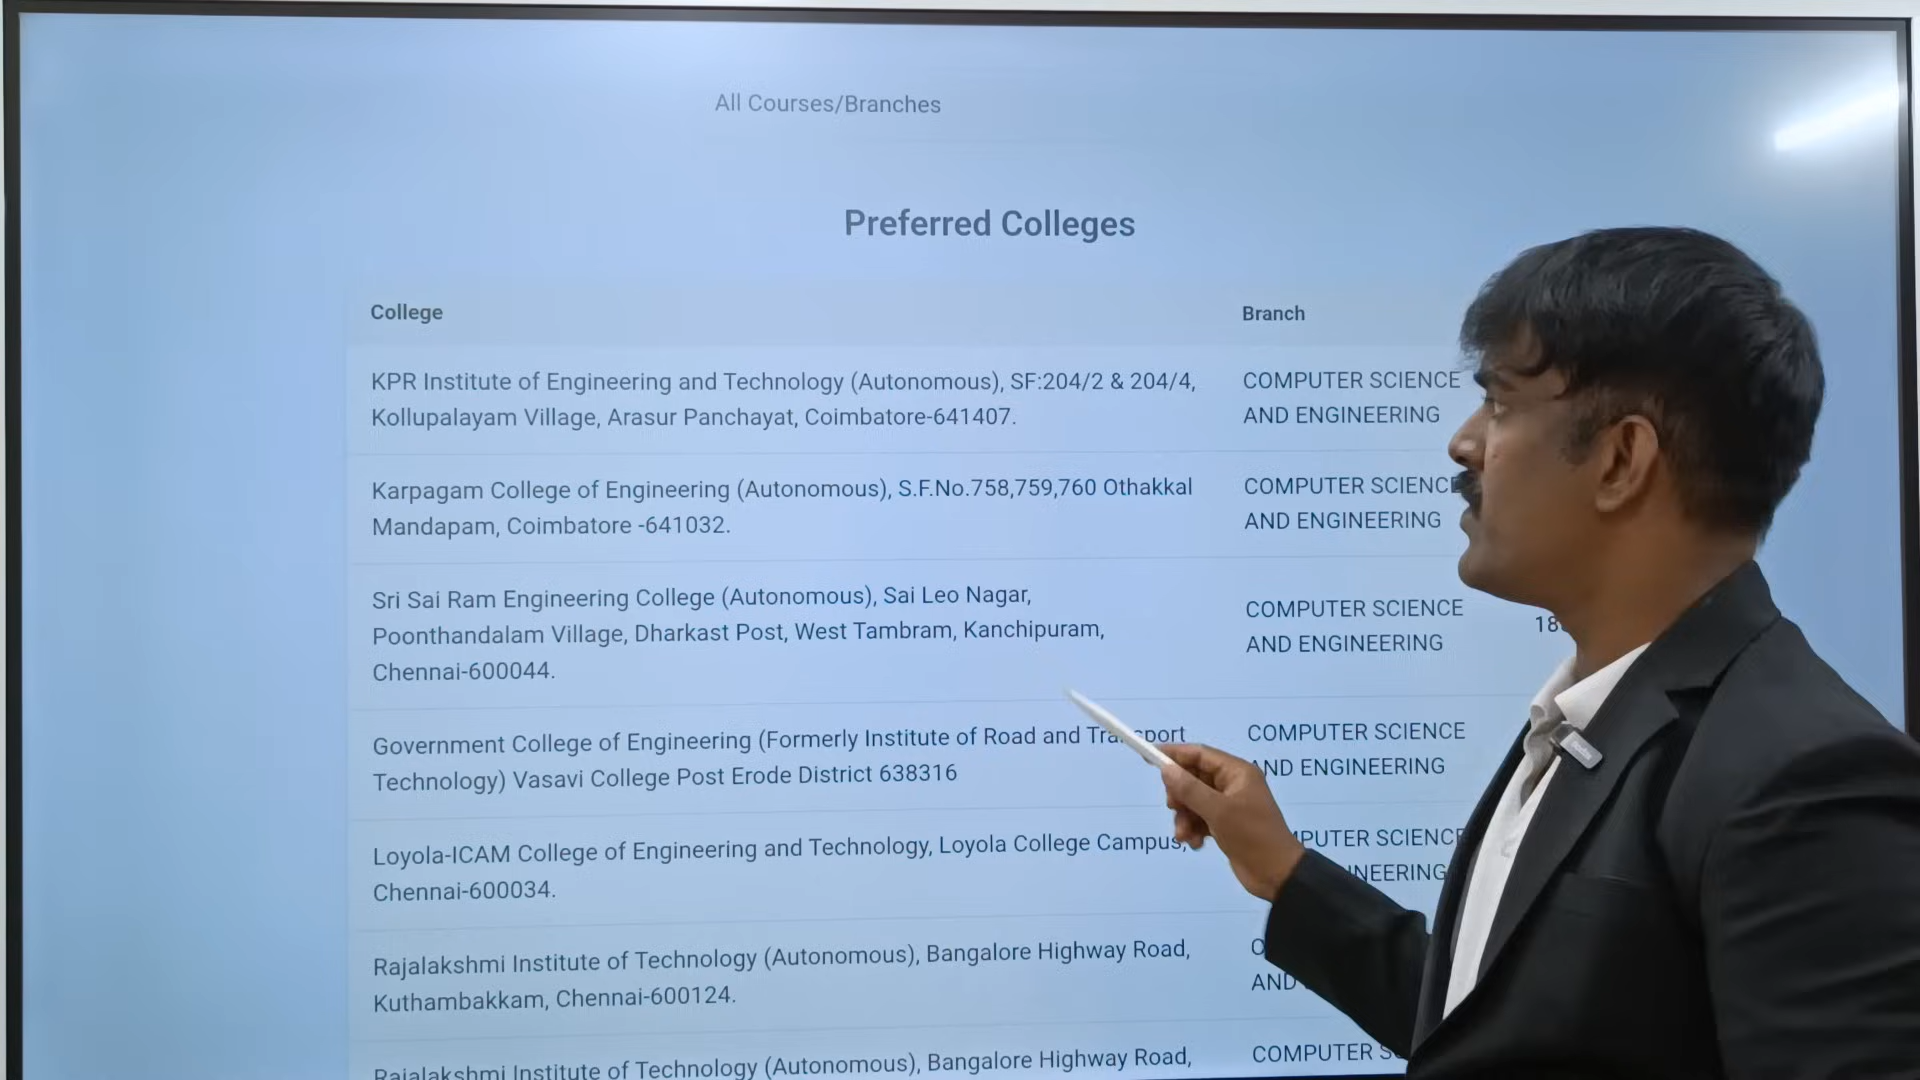 All Courses/Branches
Preferred Colleges
College
Branch
KPR Institute of Engineering and Technology (Autonomous), SF:204/2 & 204/4,
Kollupalayam Village, Arasur Panchayat, Coimbatore-641407.
COMPUTER SCIENCE
AND ENGINEERING
Karpagam College of Engineering (Autonomous), S.F.No.758,759,760 Othakkal
Mandapam, Coimbatore -641032.
COMPUTER SCIENCE
AND ENGINEERING
Sri Sai Ram Engineering College (Autonomous), Sai Leo Nagar,
Poonthandalam Village, Dharkast Post, West Tambram, Kanchipuram,
Chennai-600044.
COMPUTER SCIENCE
AND ENGINEERING
Government College of Engineering (Formerly Institute of Road and Transport
Technology) Vasavi College Post Erode District 638316
COMPUTER SCIENCE
AND ENGINEERING
Loyola-ICAM College of Engineering and Technology, Loyola College Campus,
Chennai-600034.
SCIENCE
Rajalakshmi Institute of Technology (Autonomous), Bangalore Highway Road,
Kuthambakkam, Chennai-600124.
AND
Rajalakshmi Institute of Technology (Autonomous), Bangalore Highway Road,
COMPUTER